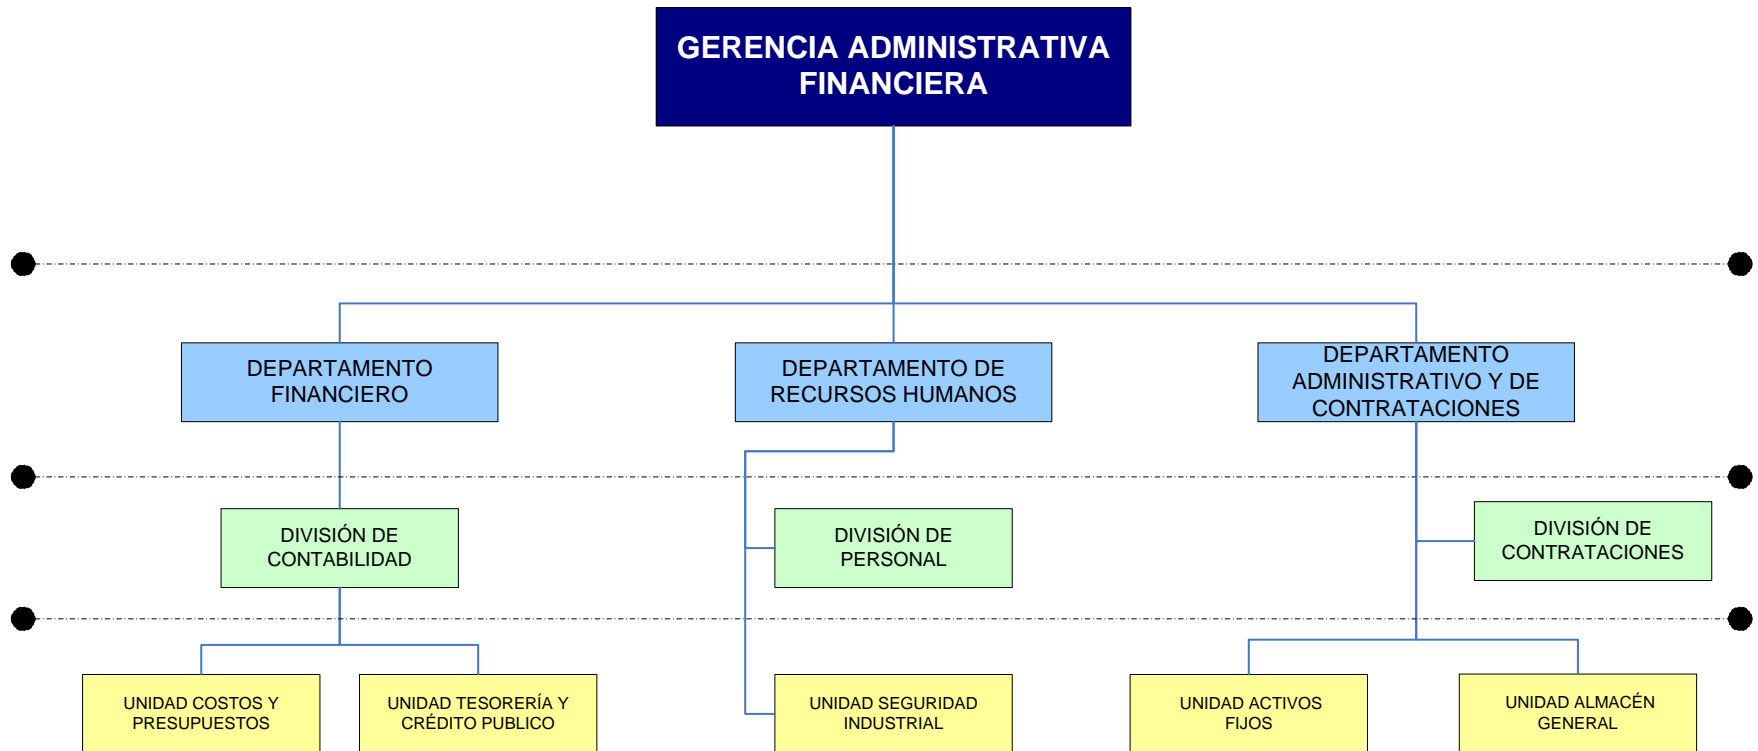 GERENCIA ADMINISTRATIVA
FINANCIERA
DEPARTAMENTO
FINANCIERO
DEPARTAMENTO DE
RECURSOS HUMANOS
DEPARTAMENTO
ADMINISTRATIVO Y DE
CONTRATACIONES
DIVISIÓN DE
CONTABILIDAD
DIVISIÓN DE
PERSONAL
DIVISIÓN DE
CONTRATACIONES
UNIDAD COSTOS Y
PRESUPUESTOS
UNIDAD TESORERÍA Y
CRÉDITO PUBLICO
UNIDAD SEGURIDAD
INDUSTRIAL
UNIDAD ACTIVOS
FIJOS
UNIDAD ALMACÉN
GENERAL